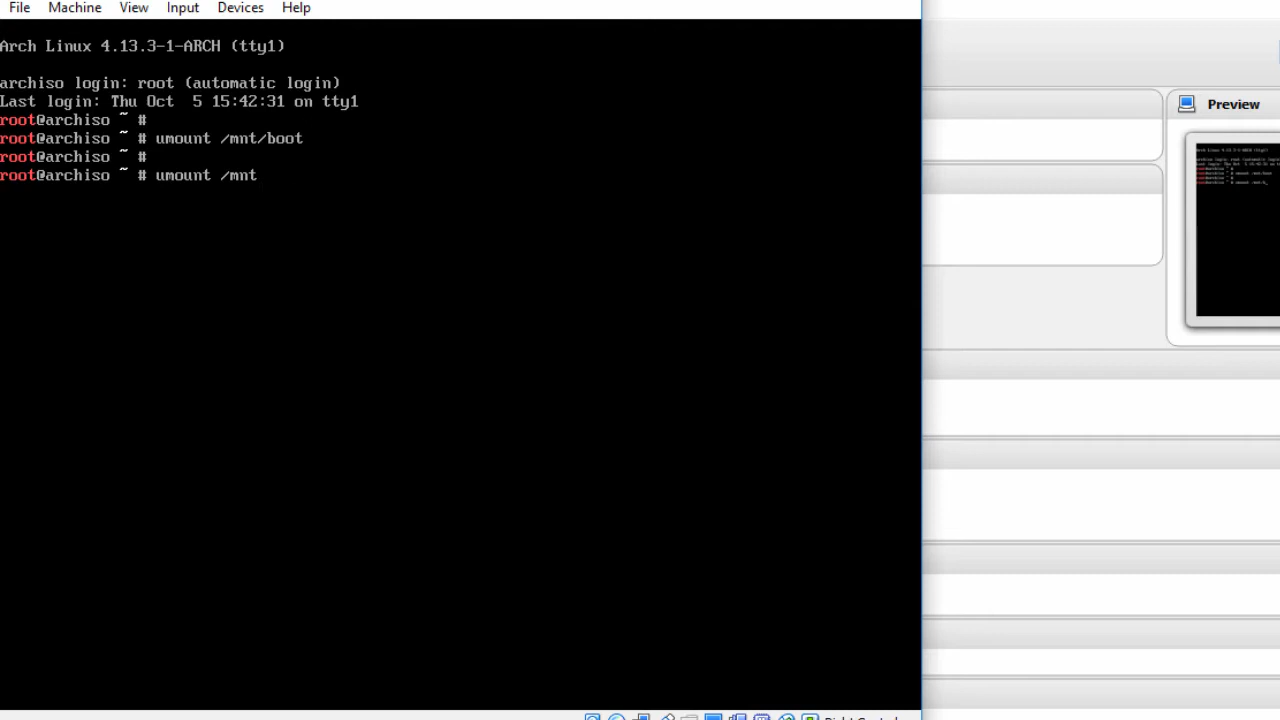 File Machine View Input Devices Help
Arch Linux 4.13.3-1-ARCH (tty1)
archiso login: root (automatic login)
Last login: Thu Oct  5 15:42:31 on tty1
root@archiso ~ #
root@archiso ~ # umount /mnt/boot
root@archiso ~ #
root@archiso ~ # umount /mnt
Preview